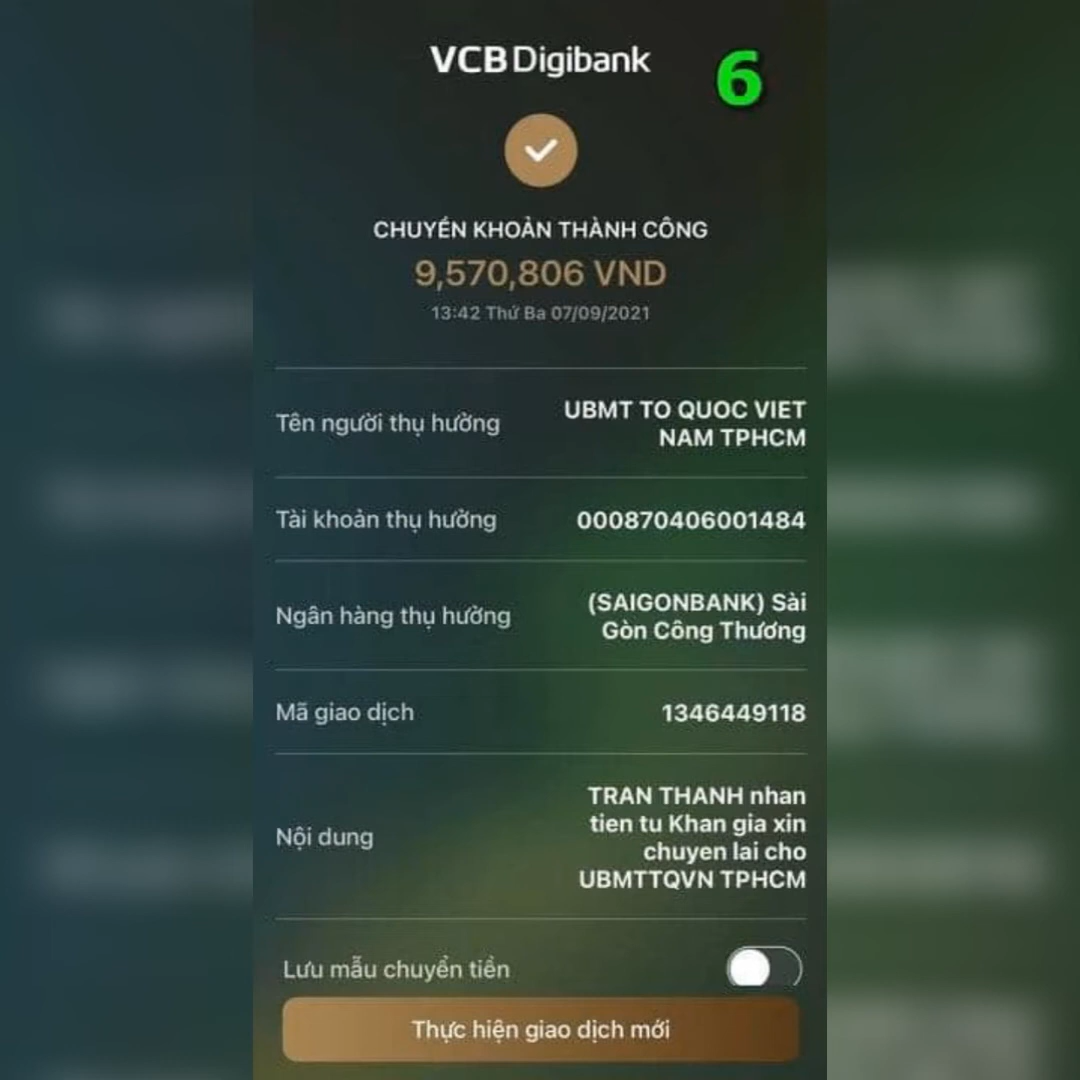 VCB Digibank
6
CHUYỂN KHOẢN THÀNH CÔNG
9,570,806 VND
13:42 Thứ Ba 07/09/2021
Tên người thụ hưởng
UBMT TO QUOC VIET
NAM TPHCM
Tài khoản thụ hưởng
000870406001484
Ngân hàng thụ hưởng
(SAIGONBANK) Sài
Gòn Công Thương
Mã giao dịch
1346449118
Nội dung
TRAN THANH nhan
tien tu Khan gia xin
chuyen lai cho
UBMTTQVN TPHCM
Lưu mẫu chuyển tiền
Thực hiện giao dịch mới